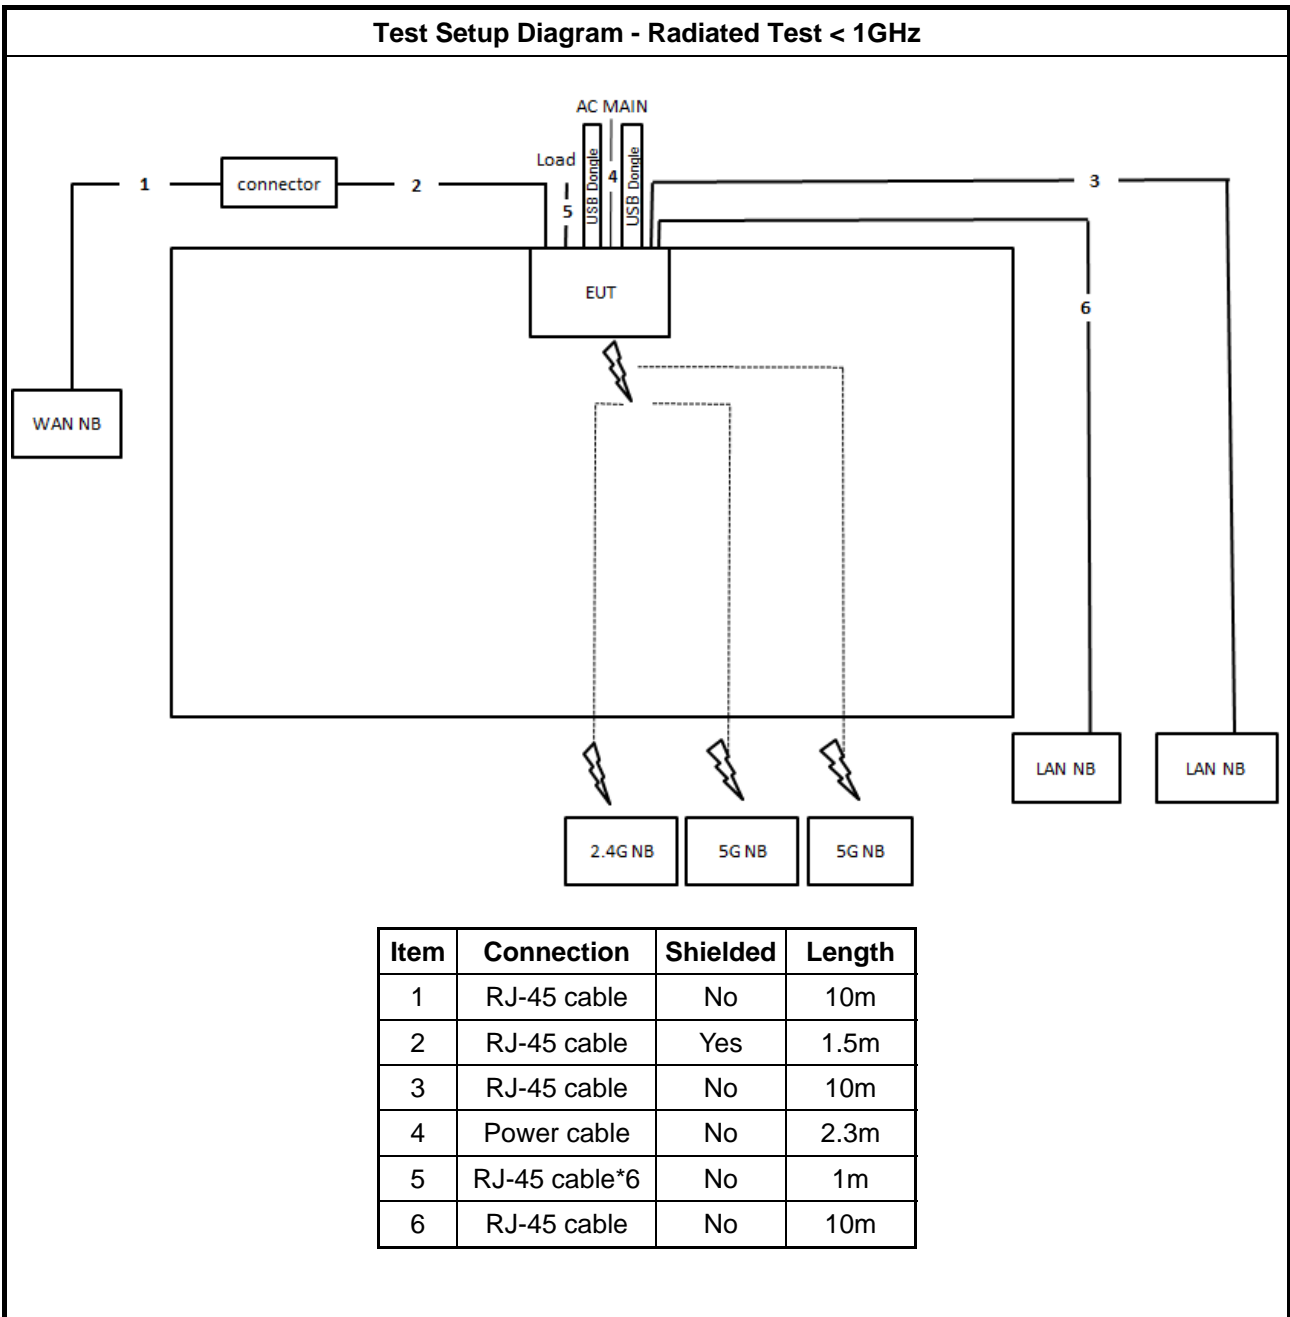 Test Setup Diagram - Radiated Test < 1GHz
AC MAIN
Load
USB Dongle
4
USB Dongle
1
connector
2
5
3
EUT
6
WAN NB
LAN NB
LAN NB
2.4G NB
5G NB
5G NB
Item Connection Shielded Length
1 RJ-45 cable No 10m
2 RJ-45 cable Yes 1.5m
3 RJ-45 cable No 10m
4 Power cable No 2.3m
5 RJ-45 cable*6 No 1m
6 RJ-45 cable No 10m